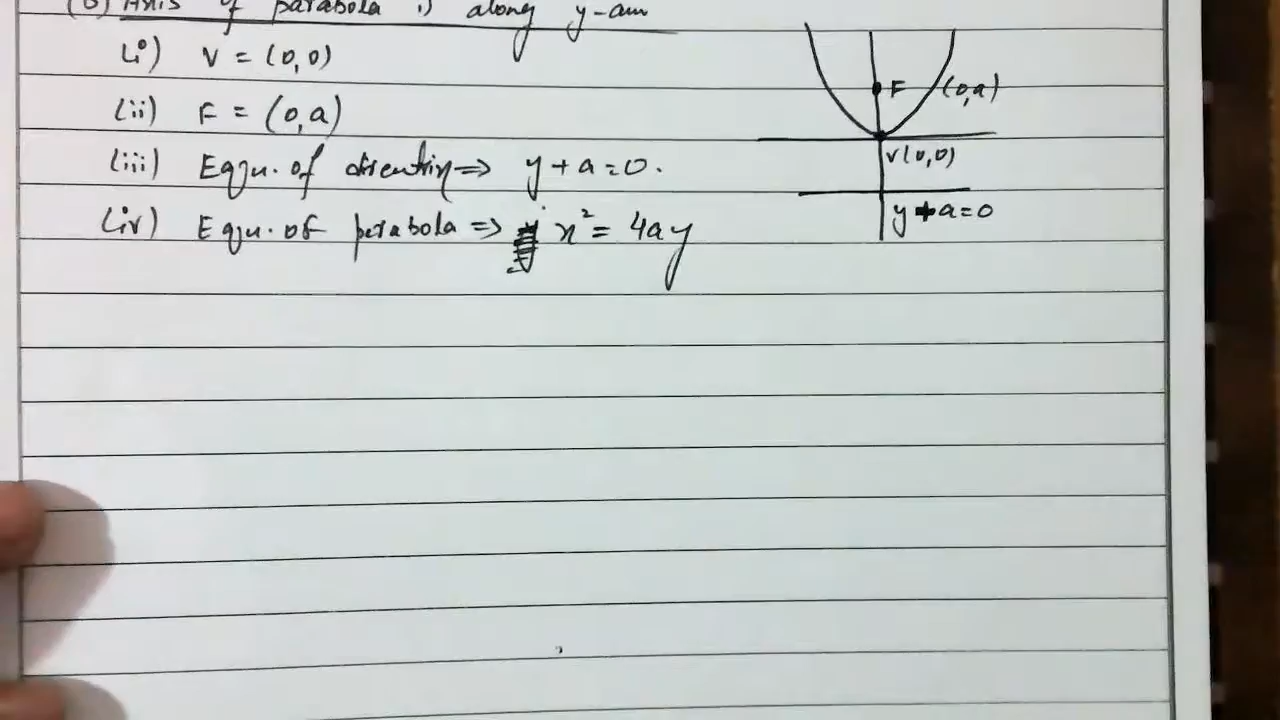 (b) Axis of parabola is along y-axis
(i) V = (0,0)
(ii) F = (0,a)
(iii) Equ. of directrix ⇒ y + a = 0.
(iv) Equ. of parabola ⇒ x² = 4ay
F (0,a)
V(0,0)
y + a = 0